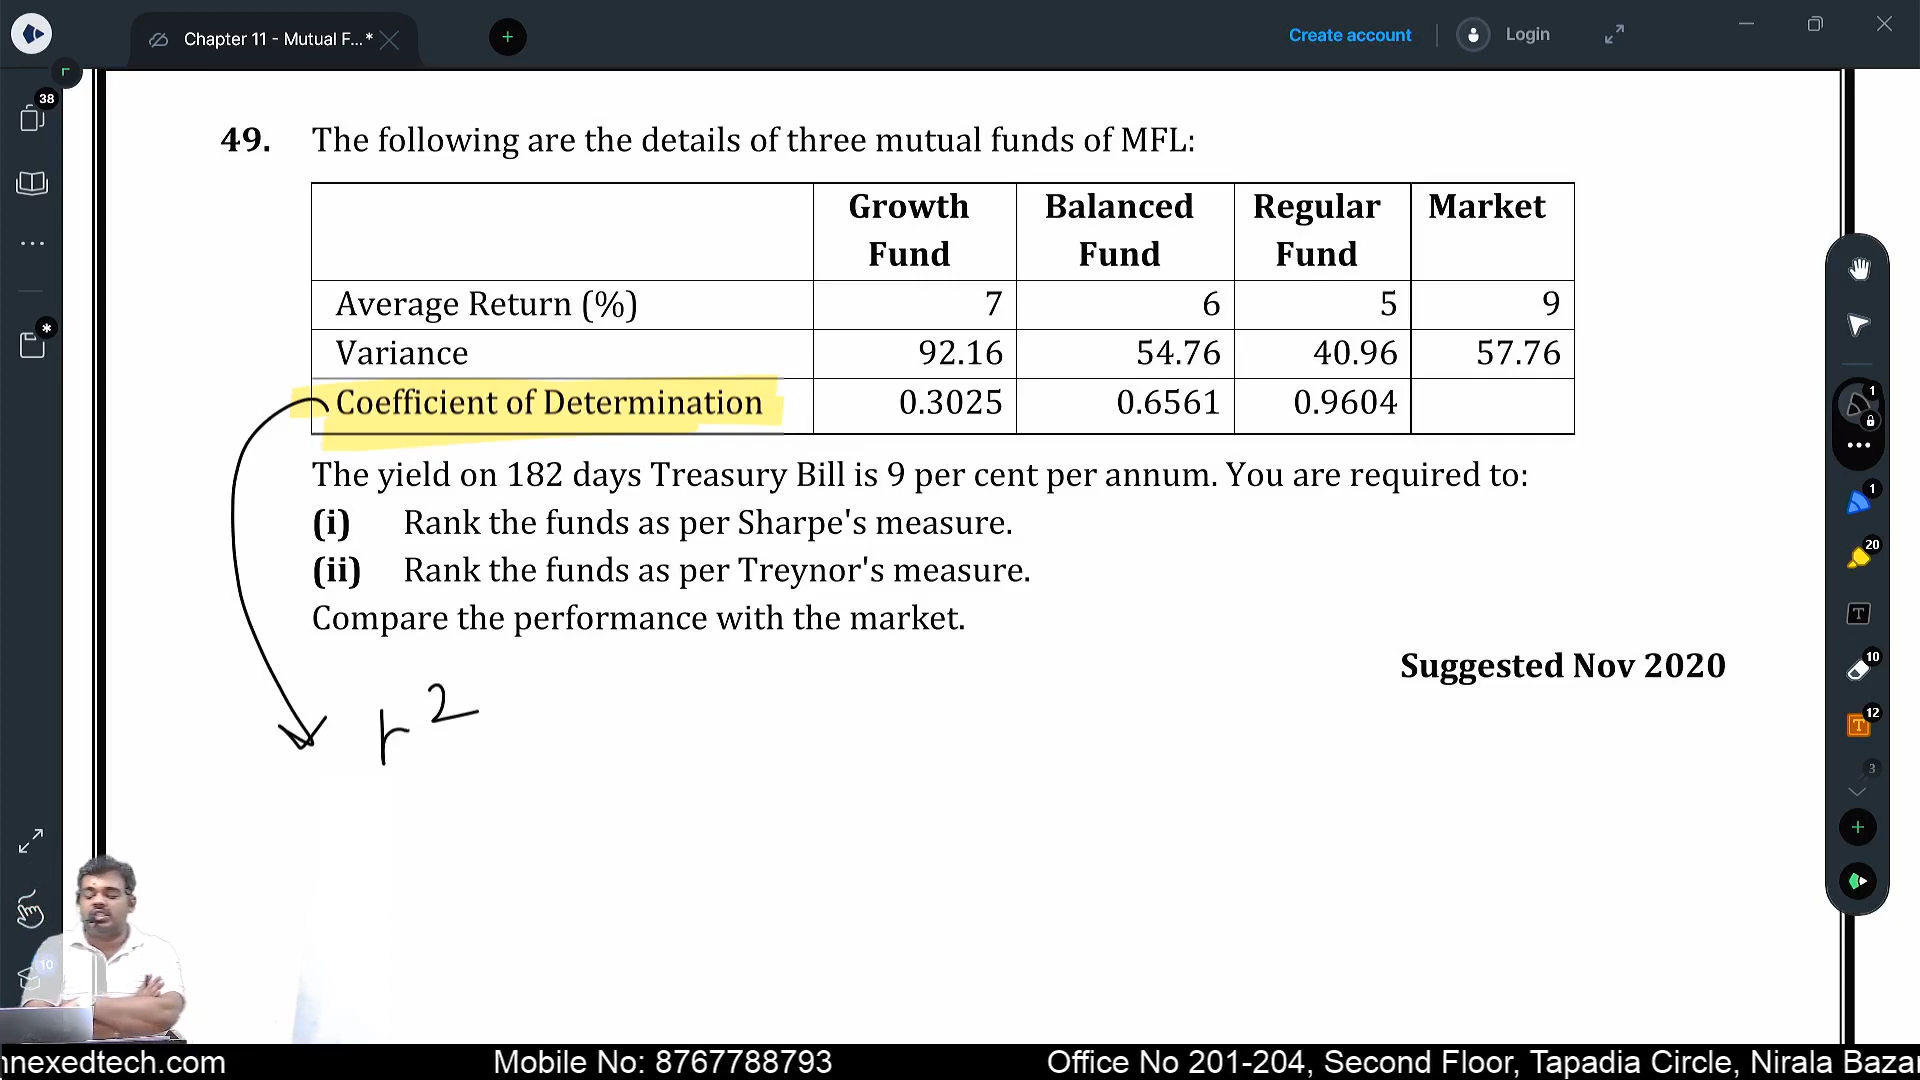 Chapter 11 - Mutual F...*
Create account
Login
38
49. The following are the details of three mutual funds of MFL:
Growth Fund Balanced Fund Regular Fund Market
Average Return (%) 7 6 5 9
Variance 92.16 54.76 40.96 57.76
Coefficient of Determination 0.3025 0.6561 0.9604
The yield on 182 days Treasury Bill is 9 per cent per annum. You are required to:
(i) Rank the funds as per Sharpe's measure.
(ii) Rank the funds as per Treynor's measure.
Compare the performance with the market.
Suggested Nov 2020
r²
1
1
20
T
10
T
12
3
10
nnexedtech.com Mobile No: 8767788793 Office No 201-204, Second Floor, Tapadia Circle, Nirala Bazar